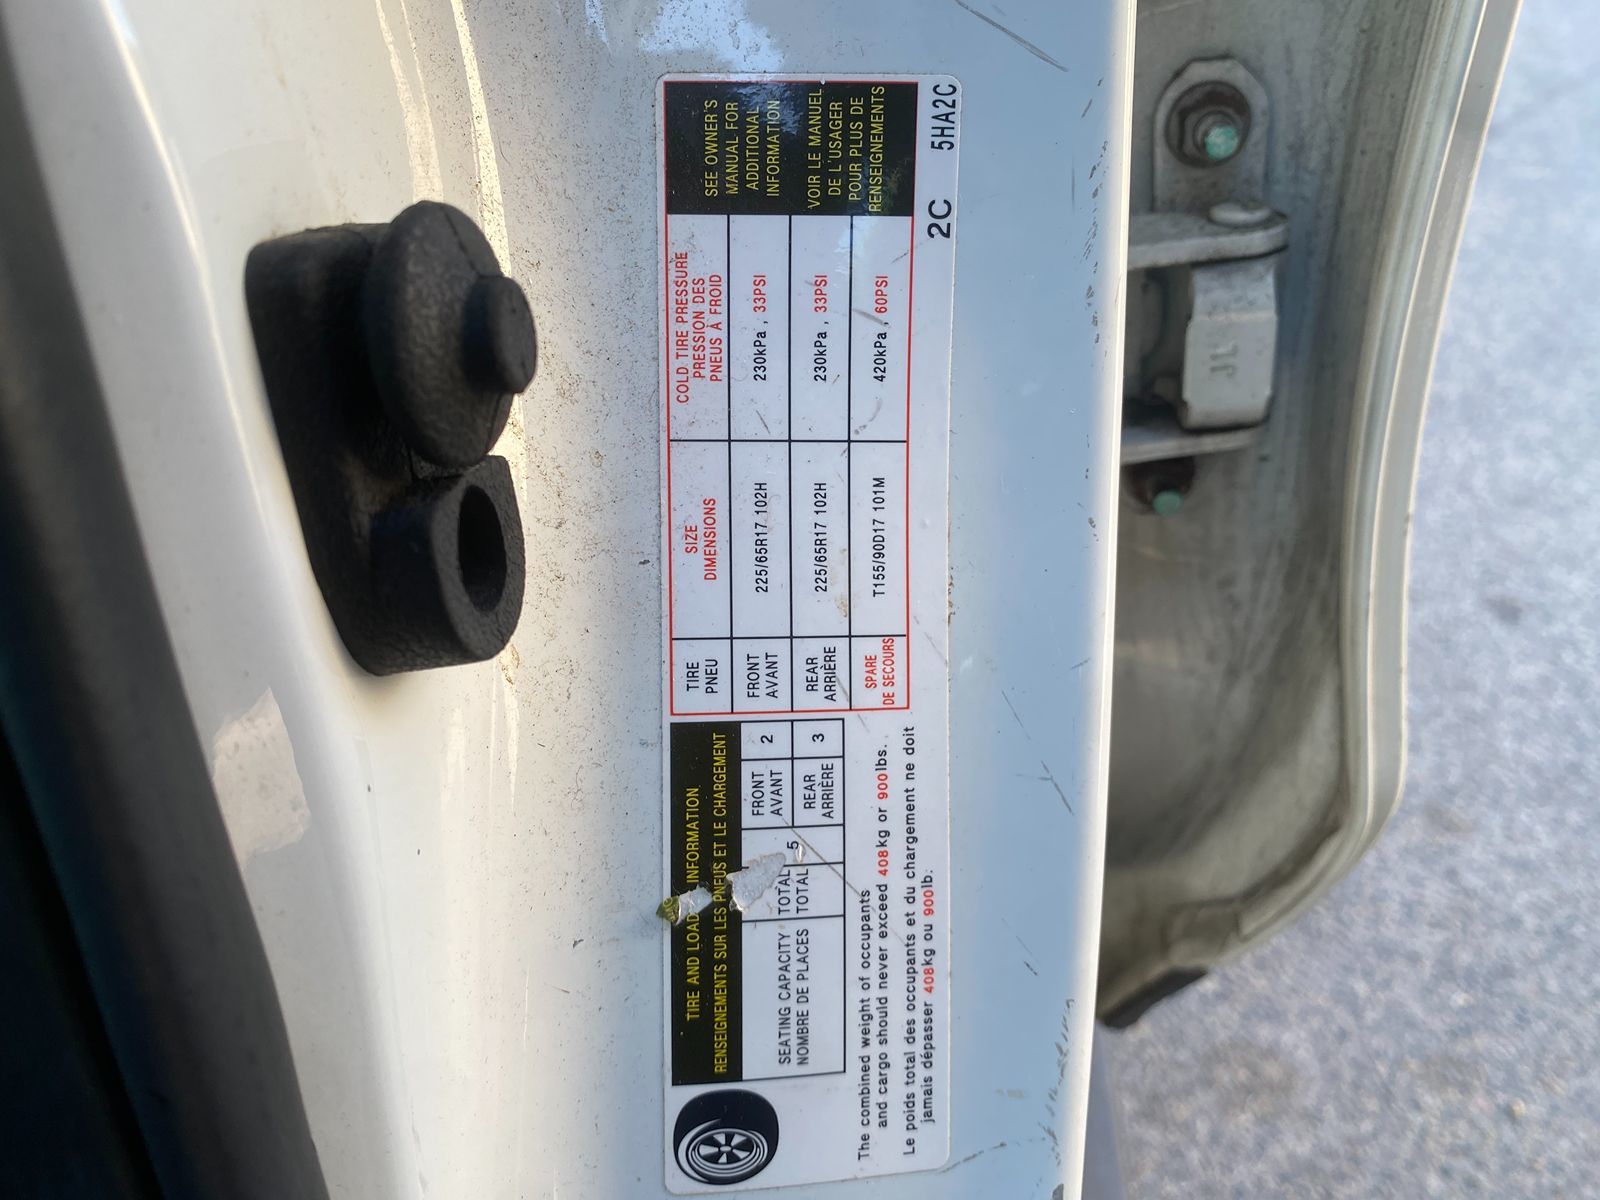 TIRE AND LOAD INFORMATION
RENSEIGNEMENTS SUR LES PNEUS ET LE CHARGEMENT
SEATING CAPACITY
NOMBRE DE PLACES
TOTAL
TOTAL
5
FRONT
AVANT
2
REAR
ARRIÈRE
3
The combined weight of occupants
and cargo should never exceed 408kg or 900lbs.
Le poids total des occupants et du chargement ne doit
jamais dépasser 408kg ou 900lb.
TIRE
PNEU
SIZE
DIMENSIONS
COLD TIRE PRESSURE
PRESSION DES
PNEUS À FROID
FRONT
AVANT
225/65R17 102H
230kPa , 33PSI
REAR
ARRIÈRE
225/65R17 102H
230kPa , 33PSI
SPARE
DE SECOURS
T155/90D17 101M
420kPa , 60PSI
SEE OWNER'S
MANUAL FOR
ADDITIONAL
INFORMATION
VOIR LE MANUEL
DE L'USAGER
POUR PLUS DE
RENSEIGNEMENTS
2C 5HA2C
JL